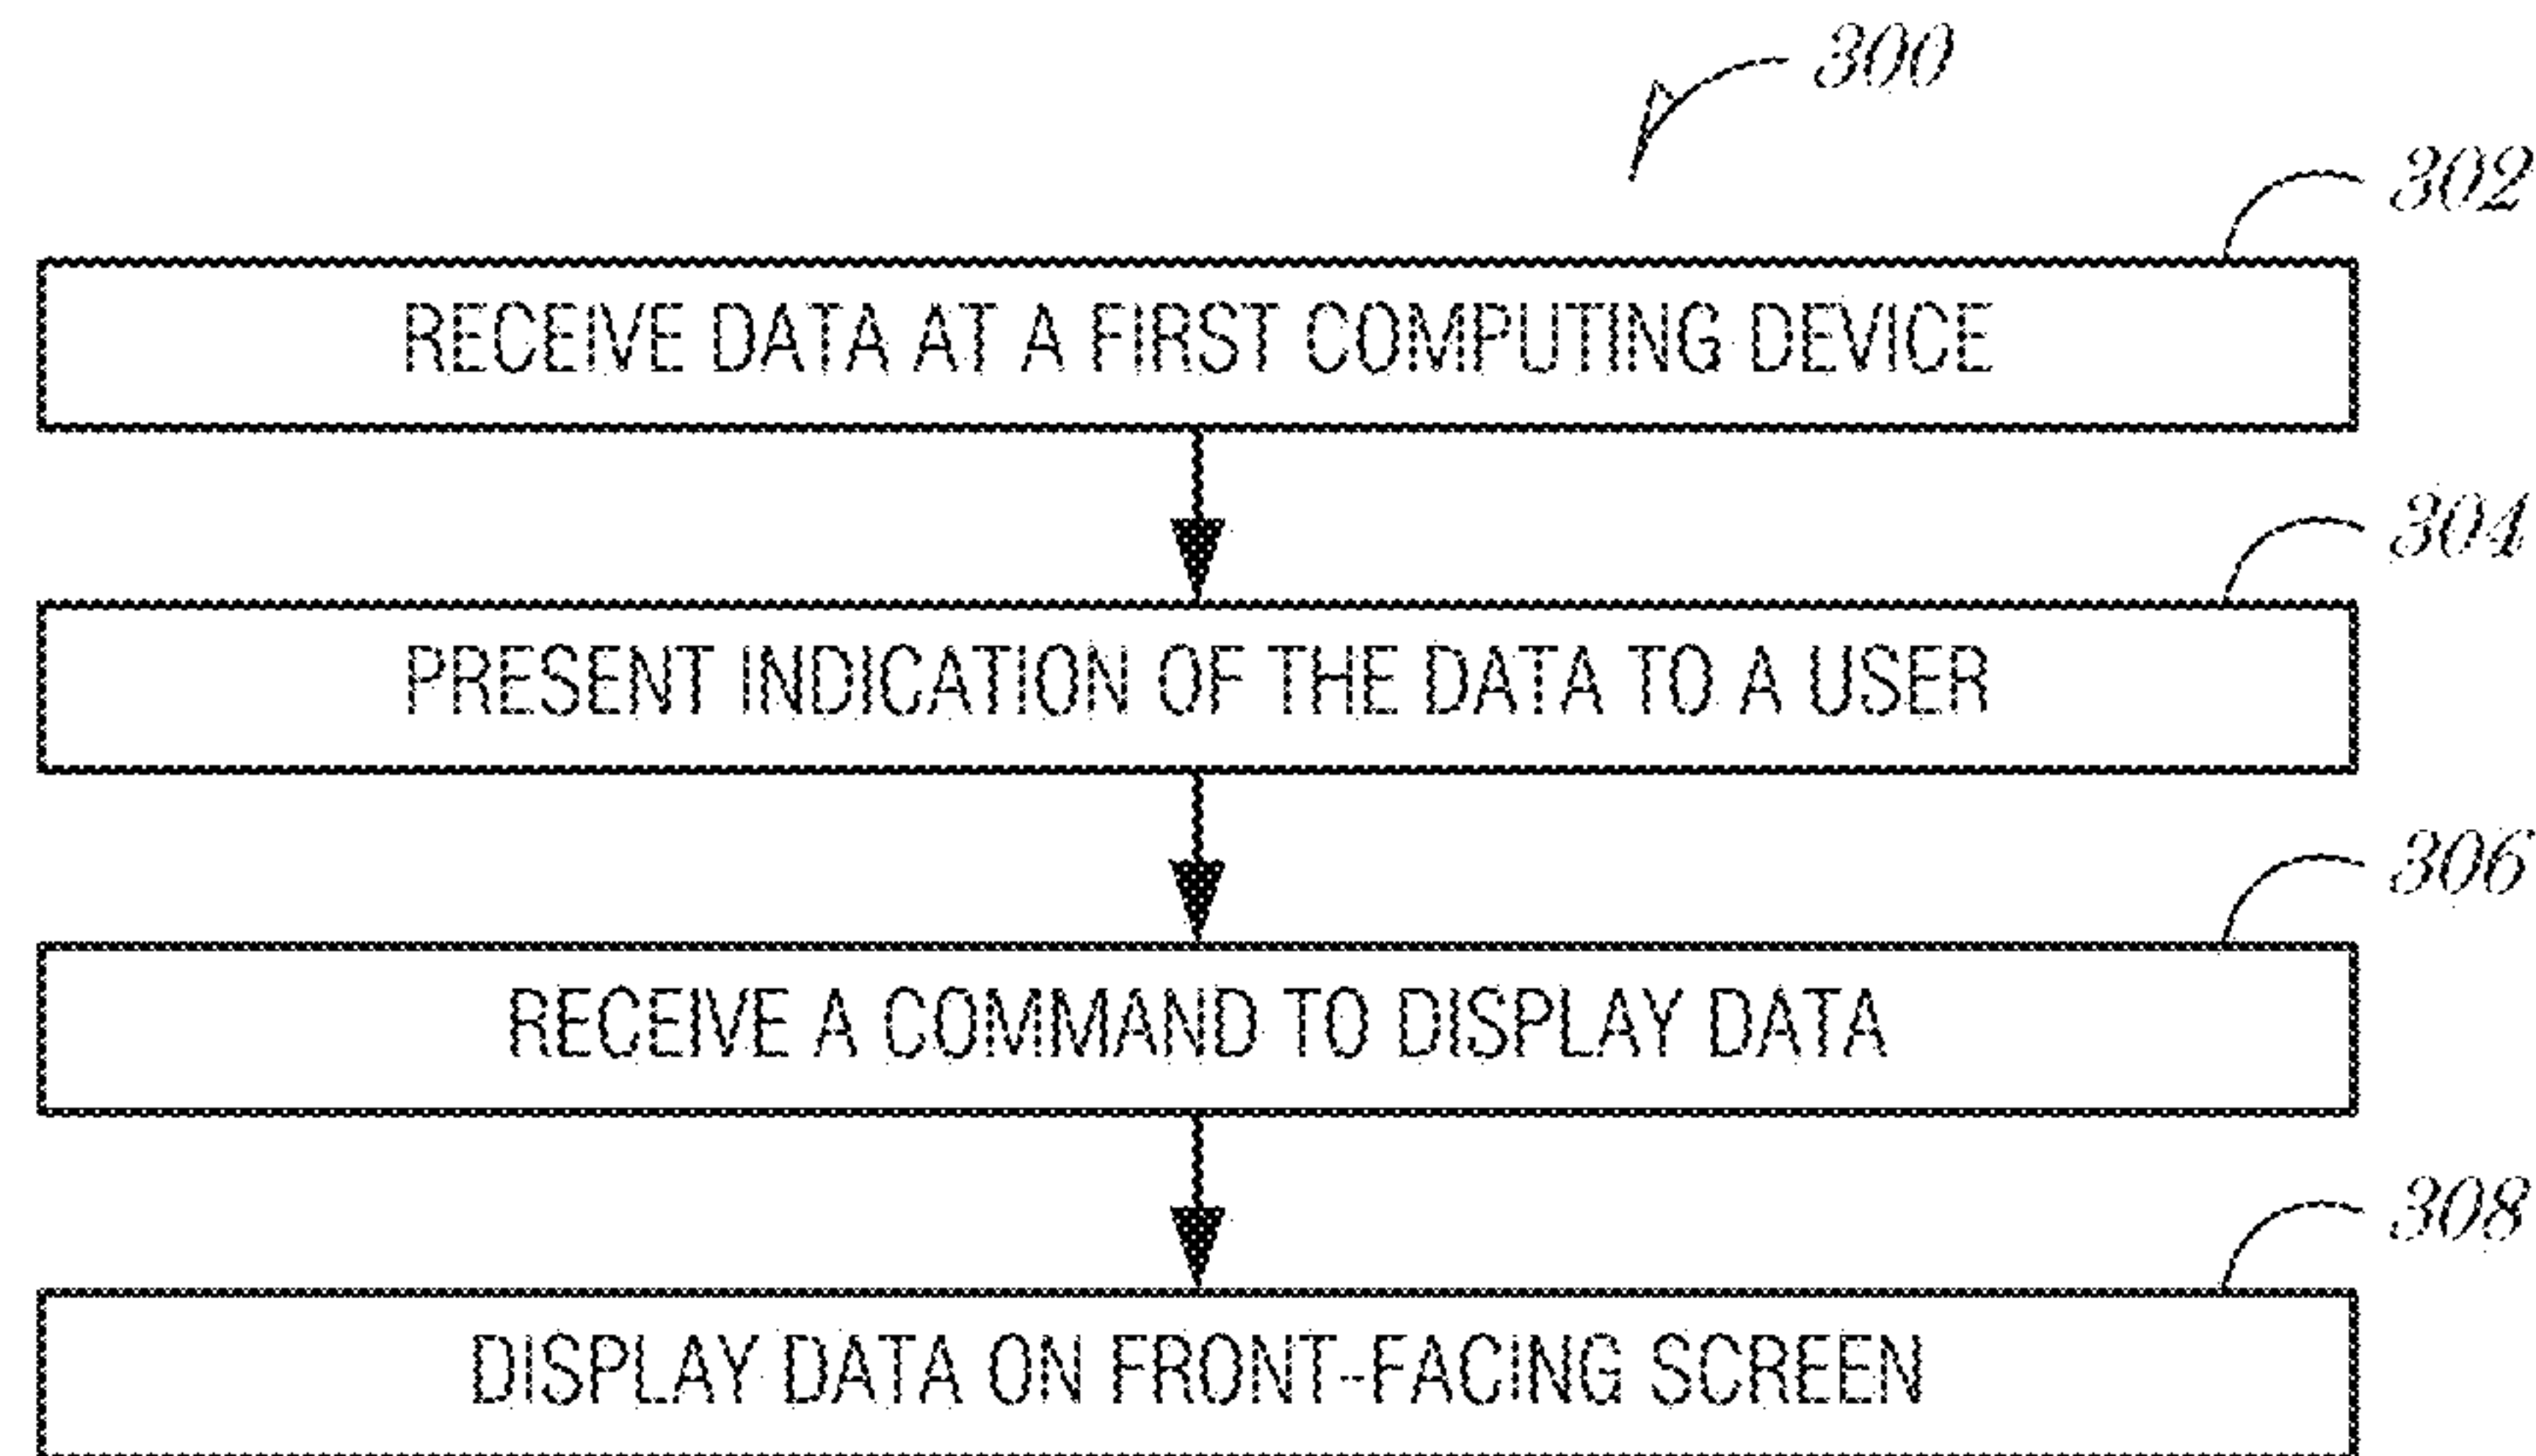 300
302
RECEIVE DATA AT A FIRST COMPUTING DEVICE
304
PRESENT INDICATION OF THE DATA TO A USER
306
RECEIVE A COMMAND TO DISPLAY DATA
308
DISPLAY DATA ON FRONT-FACING SCREEN